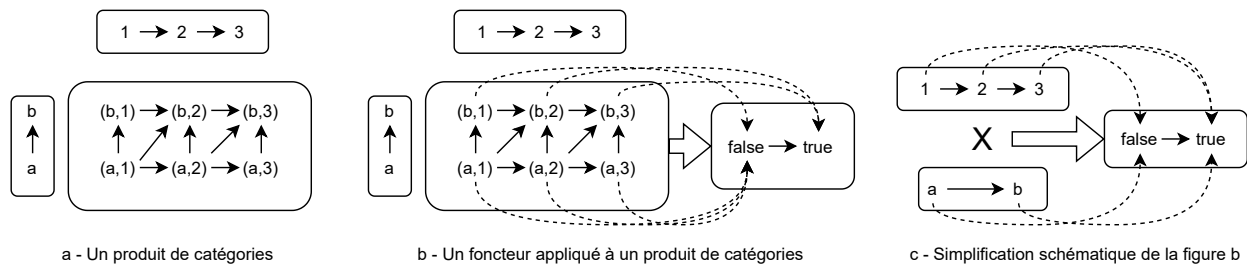 1 2 3
b
a
(b,1) (b,2) (b,3)
(a,1) (a,2) (a,3)
a - Un produit de catégories
1 2 3
b
a
(b,1) (b,2) (b,3)
(a,1) (a,2) (a,3)
false true
b - Un foncteur appliqué à un produit de catégories
1 2 3
X
a b
false true
c - Simplification schématique de la figure b